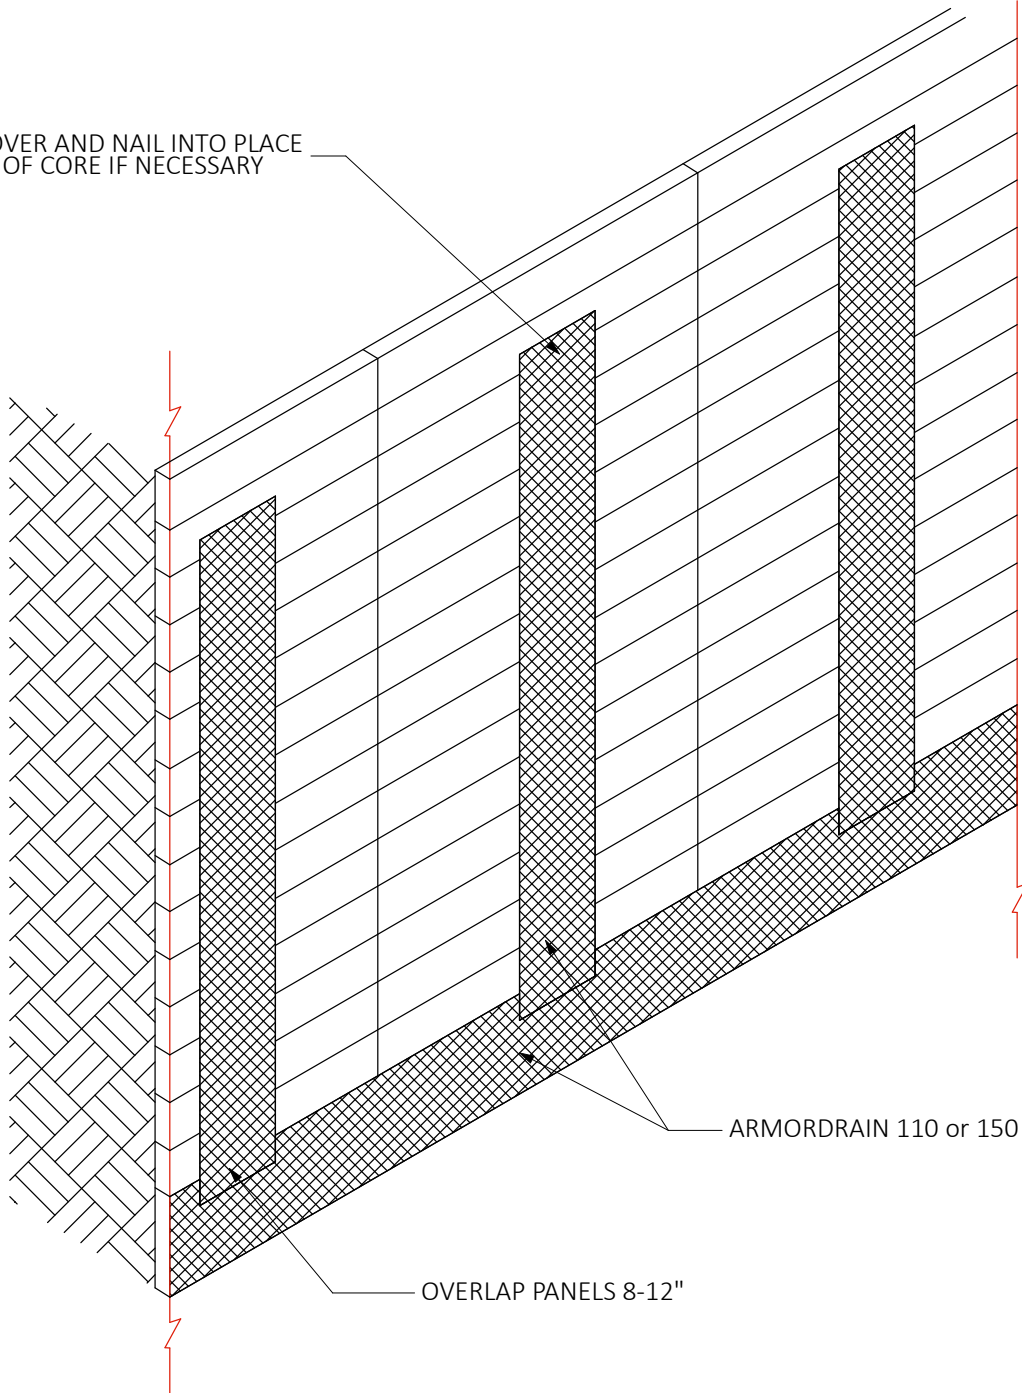 OVER AND NAIL INTO PLACE
OF CORE IF NECESSARY
ARMORDRAIN 110 or 150
OVERLAP PANELS 8-12"